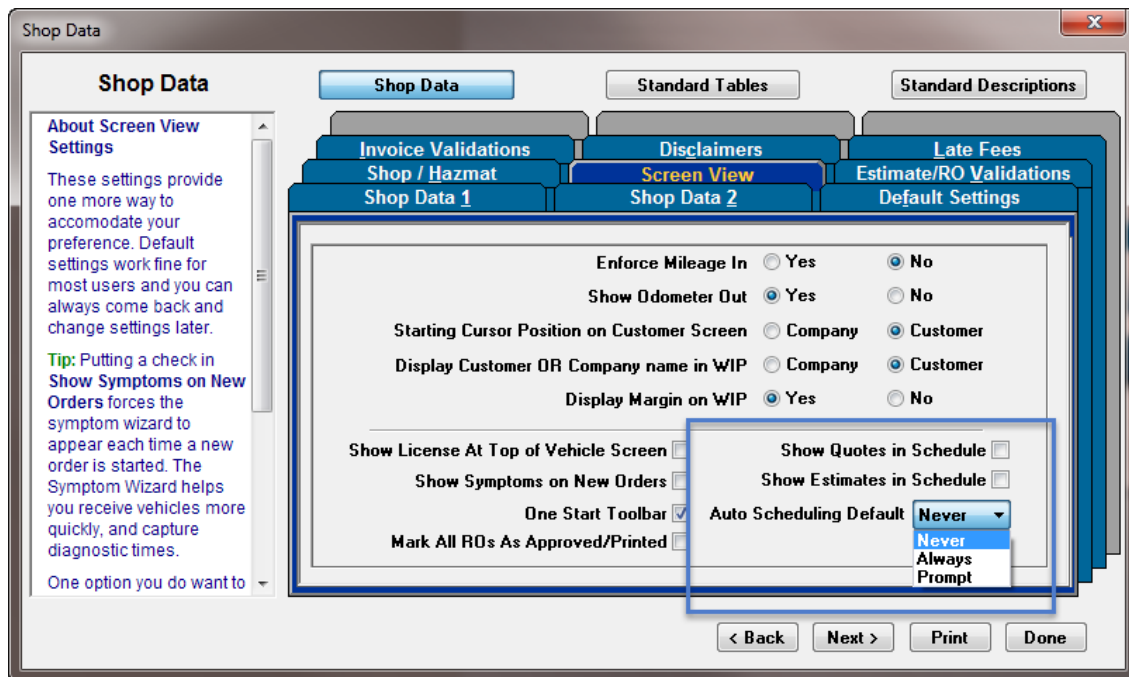 Shop Data
X
Shop Data
Shop Data
Standard Tables
Standard Descriptions
About Screen View
Settings
These settings provide
one more way to
accomodate your
preference. Default
settings work fine for
most users and you can
always come back and
change settings later.
Tip: Putting a check in
Show Symptoms on New
Orders forces the
symptom wizard to
appear each time a new
order is started. The
Symptom Wizard helps
you receive vehicles more
quickly, and capture
diagnostic times.
One option you do want to
Invoice Validations
Disclaimers
Late Fees
Shop / Hazmat
Screen View
Estimate/RO Validations
Shop Data 1
Shop Data 2
Default Settings
Enforce Mileage In Yes No
Show Odometer Out Yes No
Starting Cursor Position on Customer Screen Company Customer
Display Customer OR Company name in WIP Company Customer
Display Margin on WIP Yes No
Show License At Top of Vehicle Screen
Show Symptoms on New Orders
One Start Toolbar
Mark All ROs As Approved/Printed
Show Quotes in Schedule
Show Estimates in Schedule
Auto Scheduling Default Never
Never
Always
Prompt
< Back
Next >
Print
Done